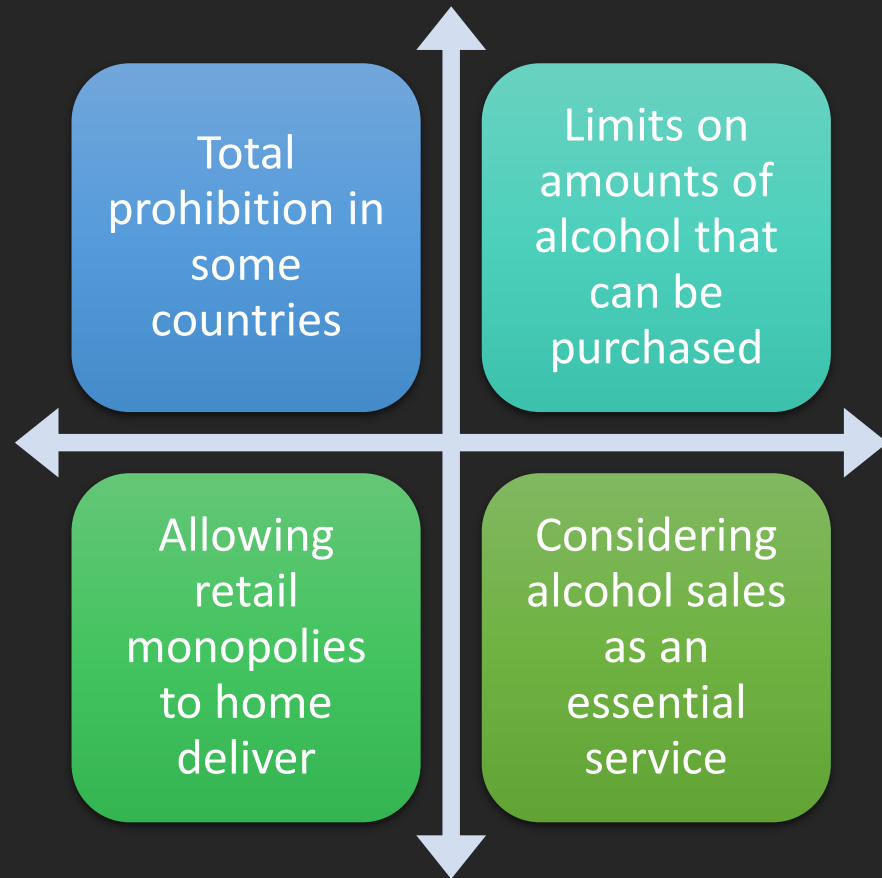 Total
prohibition in
some
countries
Limits on
amounts of
alcohol that
can be
purchased
Allowing
retail
monopolies
to home
deliver
Considering
alcohol sales
as an
essential
service